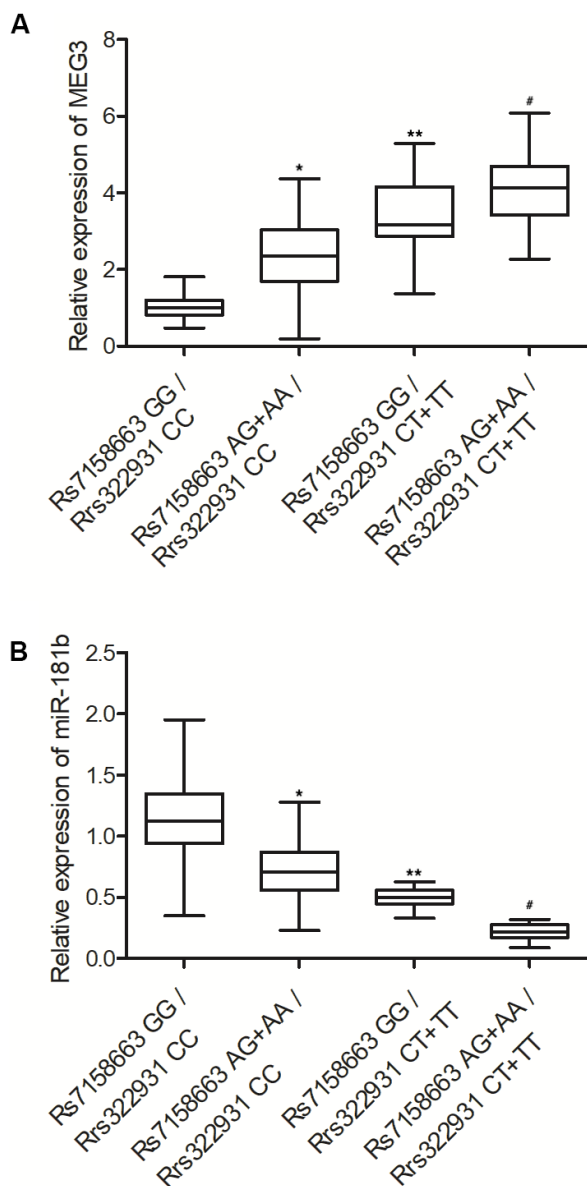 A
Relative expression of MEG3
8
6
4
2
0
*
**
#
Rs7158663 GG /
Rrs322931 CC
Rs7158663 AG+AA /
Rrs322931 CC
Rs7158663 GG /
Rrs322931 CT+TT
Rs7158663 AG+AA /
Rrs322931 CT+TT
B
Relative expression of miR-181b
2.5
2.0
1.5
1.0
0.5
0.0
*
**
#
Rs7158663 GG /
Rrs322931 CC
Rs7158663 AG+AA /
Rrs322931 CC
Rs7158663 GG /
Rrs322931 CT+TT
Rs7158663 AG+AA /
Rrs322931 CT+TT